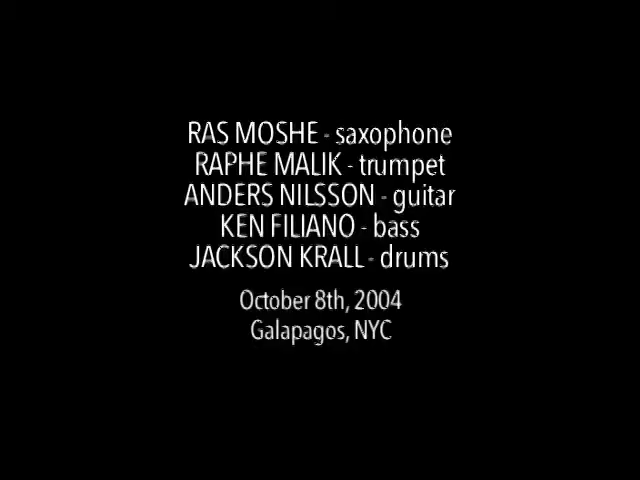 RAS MOSHE - saxophone
RAPHE MALIK - trumpet
ANDERS NILSSON - guitar
KEN FILIANO - bass
JACKSON KRALL - drums
October 8th, 2004
Galapagos, NYC